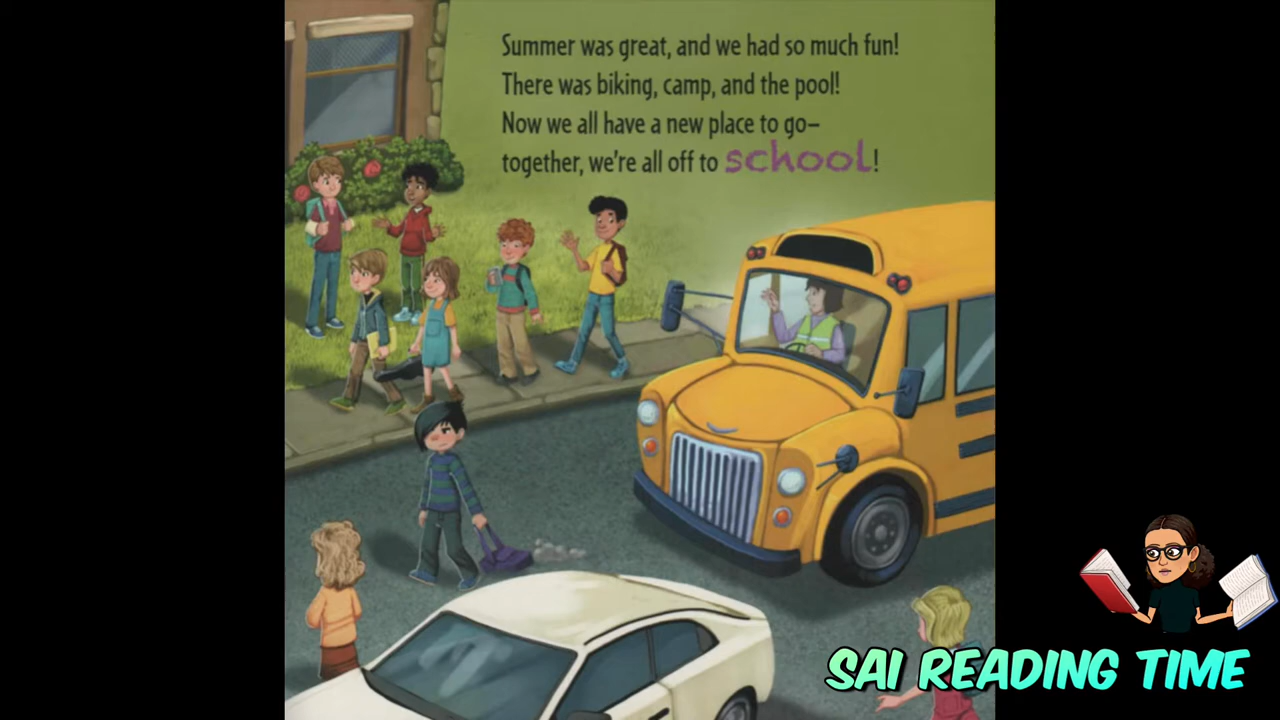 Summer was great, and we had so much fun!
There was biking, camp, and the pool!
Now we all have a new place to go–
together, we're all off to school!
SAI READING TIME